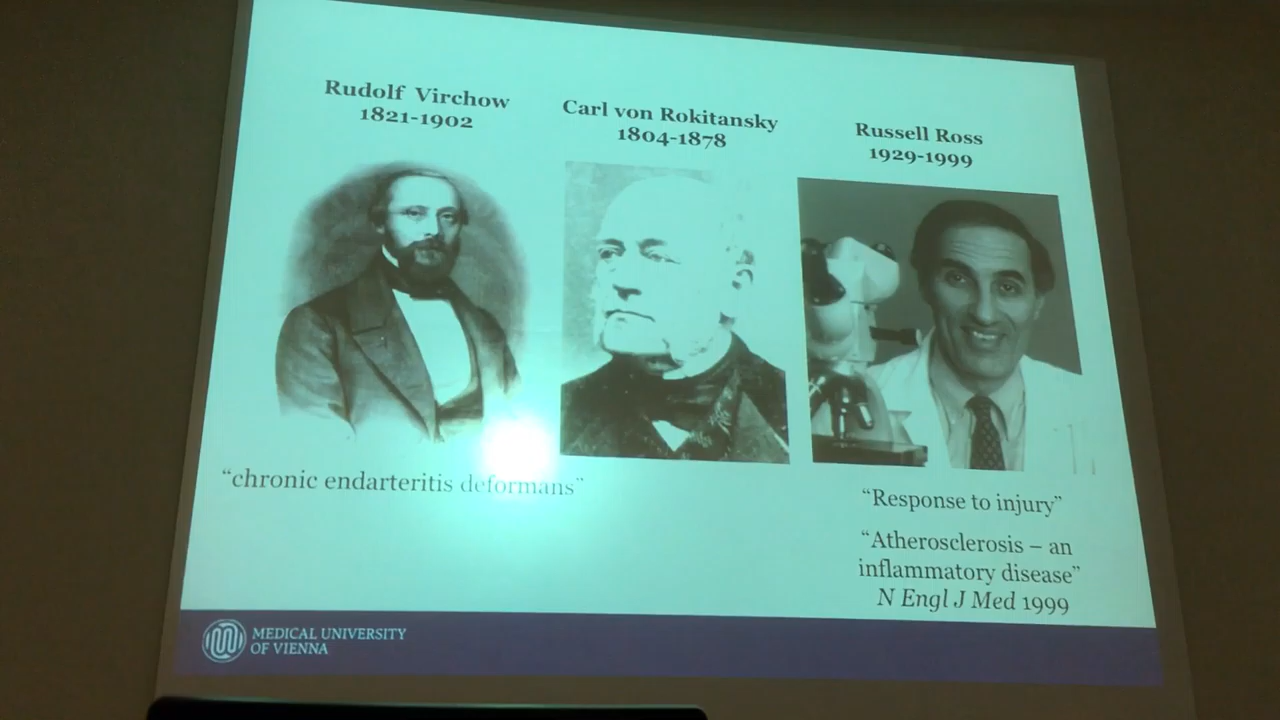 Rudolf Virchow
1821-1902
Carl von Rokitansky
1804-1878
Russell Ross
1929-1999
“chronic endarteritis deformans”
“Response to injury”
“Atherosclerosis – an
inflammatory disease”
N Engl J Med 1999
MEDICAL UNIVERSITY
OF VIENNA